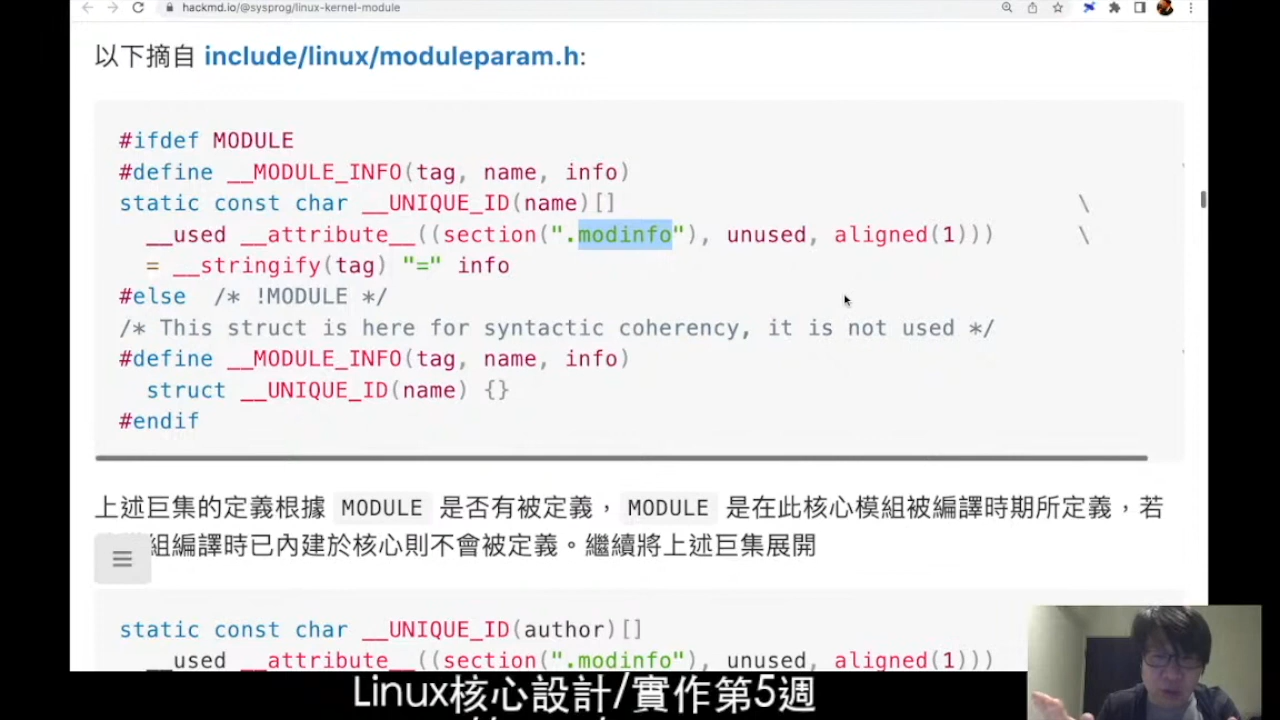 hackmd.io/@sysprog/linux-kernel-module
以下摘自 include/linux/moduleparam.h:
#ifdef MODULE
#define __MODULE_INFO(tag, name, info)
static const char __UNIQUE_ID(name)[] \
__used __attribute__((section(".modinfo"), unused, aligned(1))) \
= __stringify(tag) "=" info
#else /* !MODULE */
/* This struct is here for syntactic coherency, it is not used */
#define __MODULE_INFO(tag, name, info)
struct __UNIQUE_ID(name) {}
#endif
上述巨集的定義根據 MODULE 是否有被定義，MODULE 是在此核心模組被編譯時期所定義，若
組編譯時已內建於核心則不會被定義。繼續將上述巨集展開
static const char __UNIQUE_ID(author)[]
__used __attribute__((section(".modinfo"), unused, aligned(1)))
Linux核心設計/實作第5週